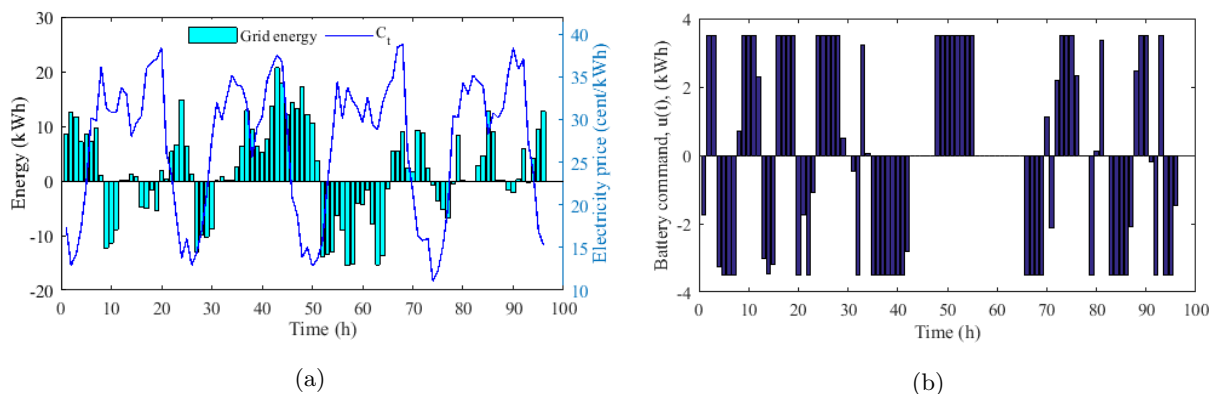 30
20
10
0
-10
-20
Energy (kWh)
Grid energy
C_t
40
35
30
25
20
15
10
Electricity price (cent/kWh)
0 10 20 30 40 50 60 70 80 90 100
Time (h)
(a)
4
2
0
-2
-4
Battery command, u(t), (kWh)
0 10 20 30 40 50 60 70 80 90 100
Time (h)
(b)